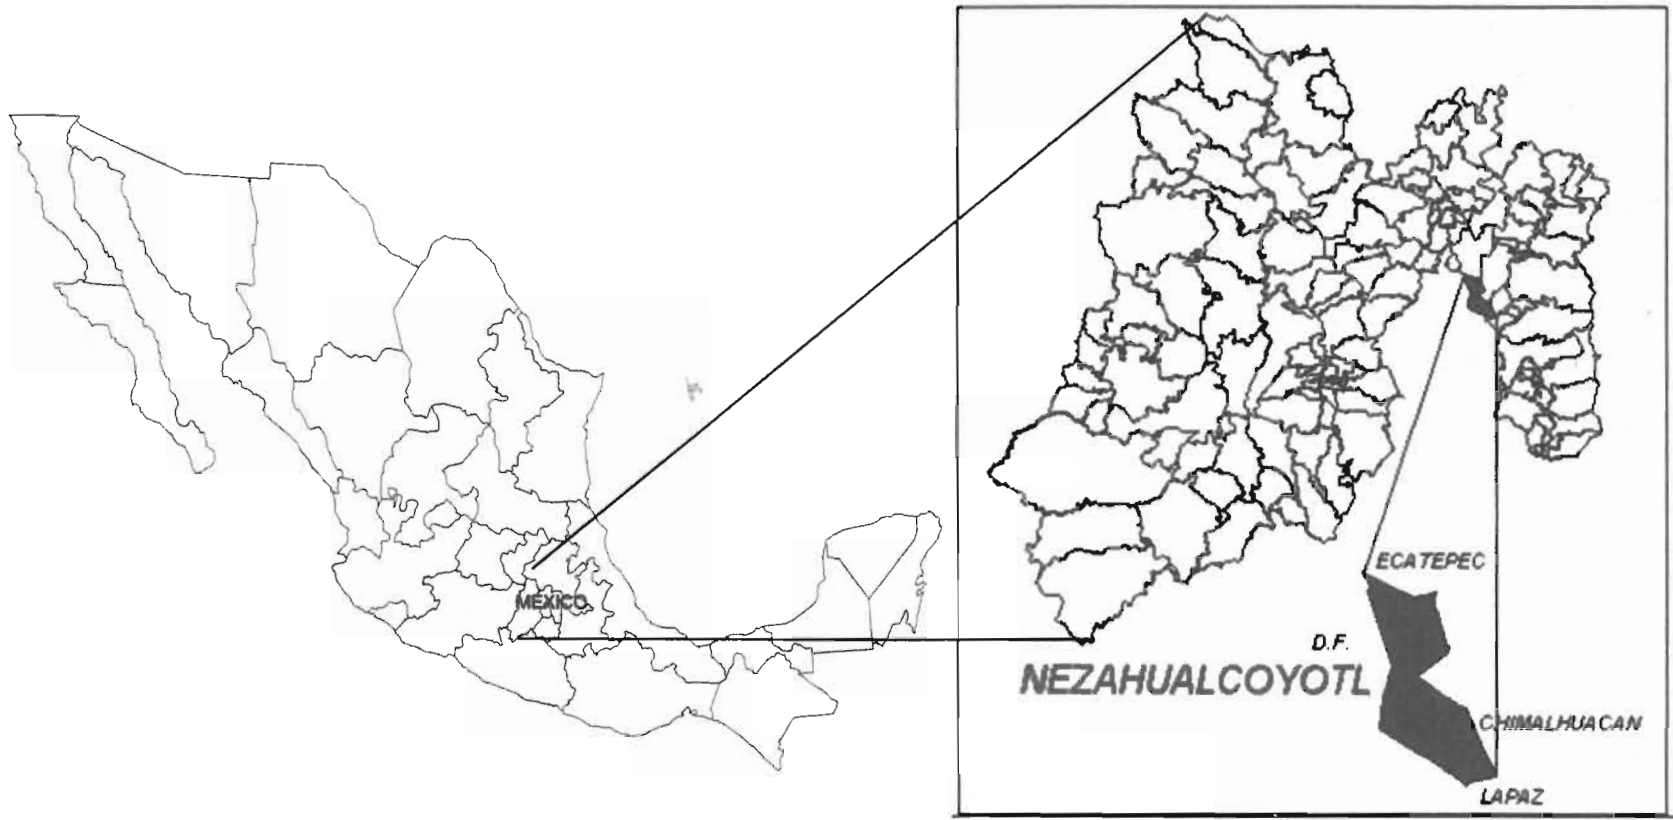 MEXICO
ECATEPEC
D.F.
NEZAHUALCOYOTL
CHIMALHUACAN
LAPAZ